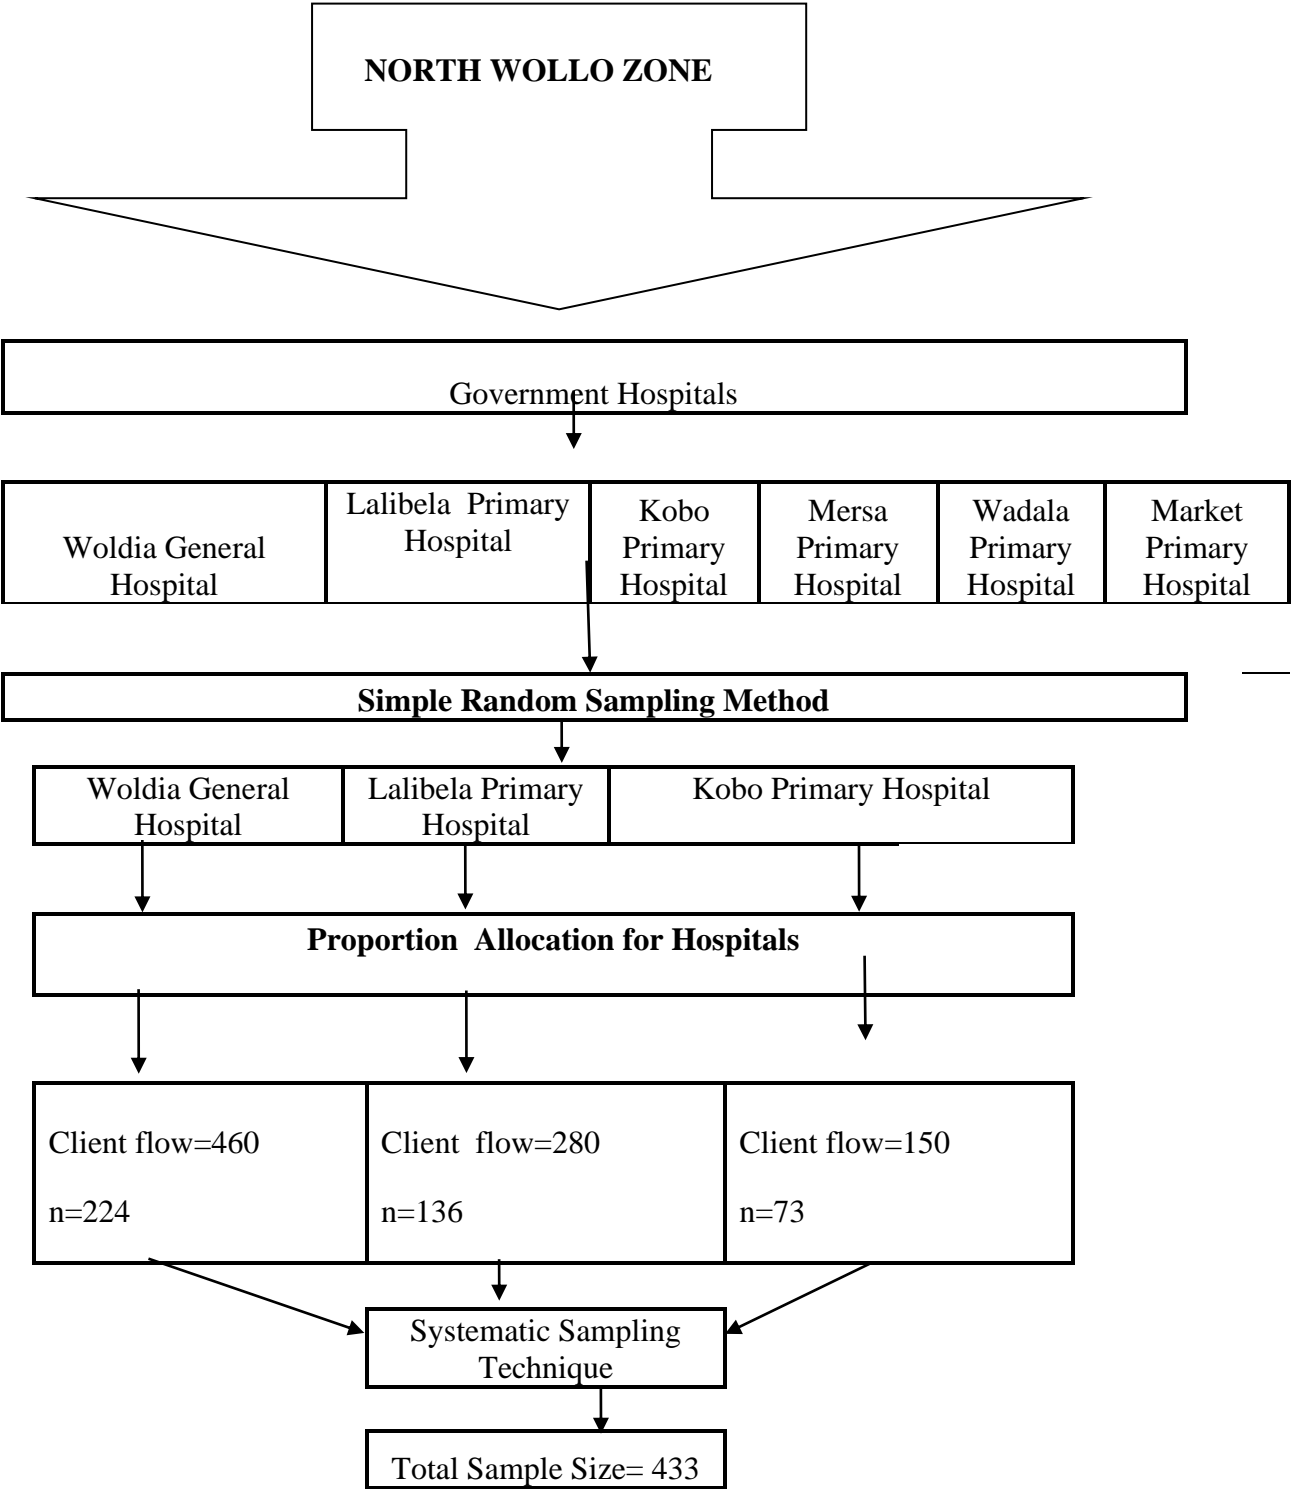 NORTH WOLLO ZONE
Government Hospitals
Woldia General
Hospital
Lalibela  Primary
Hospital
Kobo
Primary
Hospital
Mersa
Primary
Hospital
Wadala
Primary
Hospital
Market
Primary
Hospital
Simple Random Sampling Method
Woldia General
Hospital
Lalibela Primary
Hospital
Kobo Primary Hospital
Proportion  Allocation for Hospitals
Client flow=460
n=224
Client  flow=280
n=136
Client flow=150
n=73
Systematic Sampling
Technique
Total Sample Size= 433